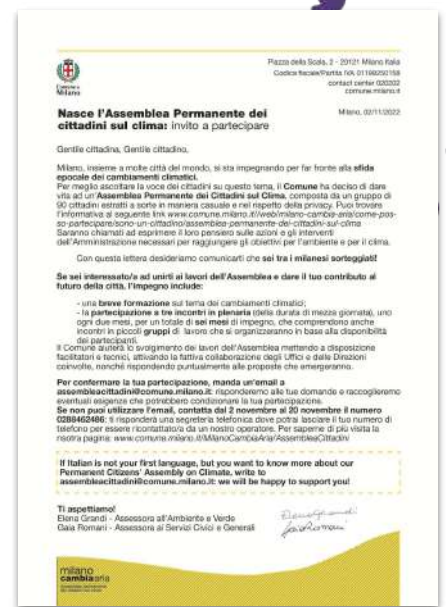 Comune di
Milano
Piazza della Scala, 2 - 20121 Milano Italia
Codice fiscale/Partita IVA 01199250158
contact center 020202
comune.milano.it
Nasce l'Assemblea Permanente dei
cittadini sul clima: invito a partecipare
Milano, 02/11/2022
Gentile cittadina, Gentile cittadino,
Milano, insieme a molte città del mondo, si sta impegnando per far fronte alla sfida
epocale dei cambiamenti climatici.
Per meglio ascoltare la voce dei cittadini su questo tema, il Comune ha deciso di dare
vita ad un'Assemblea Permanente dei Cittadini sul Clima, composta da un gruppo di
90 cittadini estratti a sorte in maniera casuale e nel rispetto della privacy. Puoi trovare
l'informativa al seguente link www.comune.milano.it/web/milano-cambia-aria/come-pos-
so-partecipare/sono-un-cittadino/assemblea-permanente-dei-cittadini-sul-clima
Saranno chiamati ad esprimere il loro pensiero sulle azioni e gli interventi
dell'Amministrazione necessari per raggiungere gli obiettivi per l'ambiente e per il clima.
Con questa lettera desideriamo comunicarti che sei tra i milanesi sorteggiati!
Se sei interessato/a ad unirti ai lavori dell'Assemblea e dare il tuo contributo al
futuro della città, l'impegno include:
- una breve formazione sul tema dei cambiamenti climatici;
- la partecipazione a tre incontri in plenaria (della durata di mezza giornata), uno
ogni due mesi, per un totale di sei mesi di impegno, che comprendono anche
incontri in piccoli gruppi di lavoro che si organizzeranno in base alla disponibilità
dei partecipanti.
Il Comune aiuterà lo svolgimento dei lavori dell'Assemblea mettendo a disposizione
facilitatori e tecnici, attivando la fattiva collaborazione degli Uffici e delle Direzioni
coinvolte, nonché rispondendo puntualmente alle proposte che emergeranno.
Per confermare la tua partecipazione, manda un'email a
assembleacittadini@comune.milano.it: risponderemo alle tue domande e raccoglieremo
eventuali esigenze che potrebbero condizionare la tua partecipazione.
Se non puoi utilizzare l'email, contatta dal 2 novembre al 20 novembre il numero
0288462486: ti risponderà una segreteria telefonica dove potrai lasciare il tuo numero di
telefono per essere ricontattato/a da un nostro operatore. Per saperne di più visita la
nostra pagina: www.comune.milano.it/MilanoCambiaAria/AssembleaCittadini
If Italian is not your first language, but you want to know more about our
Permanent Citizens' Assembly on Climate, write to
assembleacittadini@comune.milano.it: we will be happy to support you!
Ti aspettiamo!
Elena Grandi - Assessora all'Ambiente e Verde
Gaia Romani - Assessora ai Servizi Civici e Generali
Elena Grandi
Gaia Romani
milano
cambiaaria